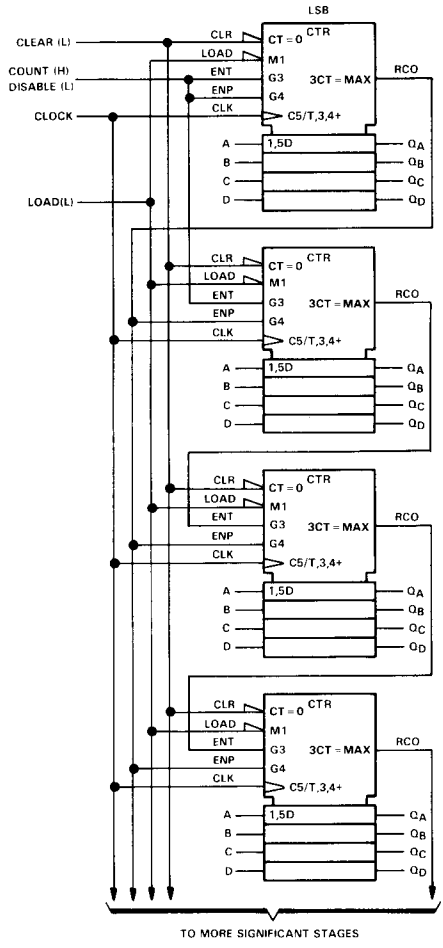 LSB
CLEAR (L)
COUNT (H)
DISABLE (L)
CLOCK
LOAD(L)
CLR
LOAD
ENT
ENP
CLK
CT=0 CTR
M1
G3 3CT=MAX
G4
C5/T,3,4+
RCO
A 1,5D QA
B QB
C QC
D QD
CLR
LOAD
ENT
ENP
CLK
CT=0 CTR
M1
G3 3CT=MAX
G4
C5/T,3,4+
RCO
A 1,5D QA
B QB
C QC
D QD
CLR
LOAD
ENT
ENP
CLK
CT=0 CTR
M1
G3 3CT=MAX
G4
C5/T,3,4+
RCO
A 1,5D QA
B QB
C QC
D QD
CLR
LOAD
ENT
ENP
CLK
CT=0 CTR
M1
G3 3CT=MAX
G4
C5/T,3,4+
RCO
A 1,5D QA
B QB
C QC
D QD
TO MORE SIGNIFICANT STAGES